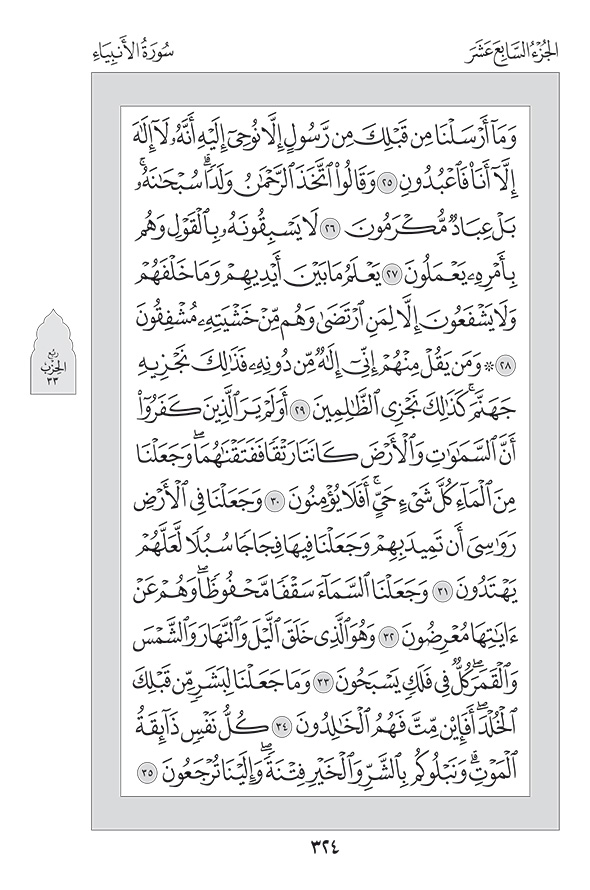 الجُزْءُ السَّابِعَ عَشَرَ
سُورَةُ الأَنبِيَاءِ
وَمَآ أَرْسَلْنَا مِن قَبْلِكَ مِن رَّسُولٍ إِلَّا نُوحِىٓ إِلَيْهِ أَنَّهُۥ لَآ إِلَٰهَ
إِلَّآ أَنَا۠ فَٱعْبُدُونِ ٢٥ وَقَالُوا۟ ٱتَّخَذَ ٱلرَّحْمَٰنُ وَلَدًا ۗ سُبْحَٰنَهُۥ ۚ
بَلْ عِبَادٌ مُّكْرَمُونَ ٢٦ لَا يَسْبِقُونَهُۥ بِٱلْقَوْلِ وَهُم
بِأَمْرِهِۦ يَعْمَلُونَ ٢٧ يَعْلَمُ مَا بَيْنَ أَيْدِيهِمْ وَمَا خَلْفَهُمْ
وَلَا يَشْفَعُونَ إِلَّا لِمَنِ ٱرْتَضَىٰ وَهُم مِّنْ خَشْيَتِهِۦ مُشْفِقُونَ
٢٨ ۞ وَمَن يَقُلْ مِنْهُمْ إِنِّىٓ إِلَٰهٌ مِّن دُونِهِۦ فَذَٰلِكَ نَجْزِيهِ
جَهَنَّمَ ۚ كَذَٰلِكَ نَجْزِى ٱلظَّٰلِمِينَ ٢٩ أَوَلَمْ يَرَ ٱلَّذِينَ كَفَرُوٓا۟
أَنَّ ٱلسَّمَٰوَٰتِ وَٱلْأَرْضَ كَانَتَا رَتْقًا فَفَتَقْنَٰهُمَا ۖ وَجَعَلْنَا
مِنَ ٱلْمَآءِ كُلَّ شَىْءٍ حَىٍّ ۖ أَفَلَا يُؤْمِنُونَ ٣٠ وَجَعَلْنَا فِى ٱلْأَرْضِ
رَوَٰسِىَ أَن تَمِيدَ بِهِمْ وَجَعَلْنَا فِيهَا فِجَاجًا سُبُلًا لَّعَلَّهُمْ
يَهْتَدُونَ ٣١ وَجَعَلْنَا ٱلسَّمَآءَ سَقْفًا مَّحْفُوظًا ۖ وَهُمْ عَنْ
ءَايَٰتِهَا مُعْرِضُونَ ٣٢ وَهُوَ ٱلَّذِى خَلَقَ ٱلَّيْلَ وَٱلنَّهَارَ وَٱلشَّمْسَ
وَٱلْقَمَرَ ۖ كُلٌّ فِى فَلَكٍ يَسْبَحُونَ ٣٣ وَمَا جَعَلْنَا لِبَشَرٍ مِّن قَبْلِكَ
ٱلْخُلْدَ ۖ أَفَإِي۟ن مِّتَّ فَهُمُ ٱلْخَٰلِدُونَ ٣٤ كُلُّ نَفْسٍ ذَآئِقَةُ
ٱلْمَوْتِ ۗ وَنَبْلُوكُم بِٱلشَّرِّ وَٱلْخَيْرِ فِتْنَةً ۖ وَإِلَيْنَا تُرْجَعُونَ ٣٥
رُبْع
الحِزْبِ
٣٣
٣٢٤